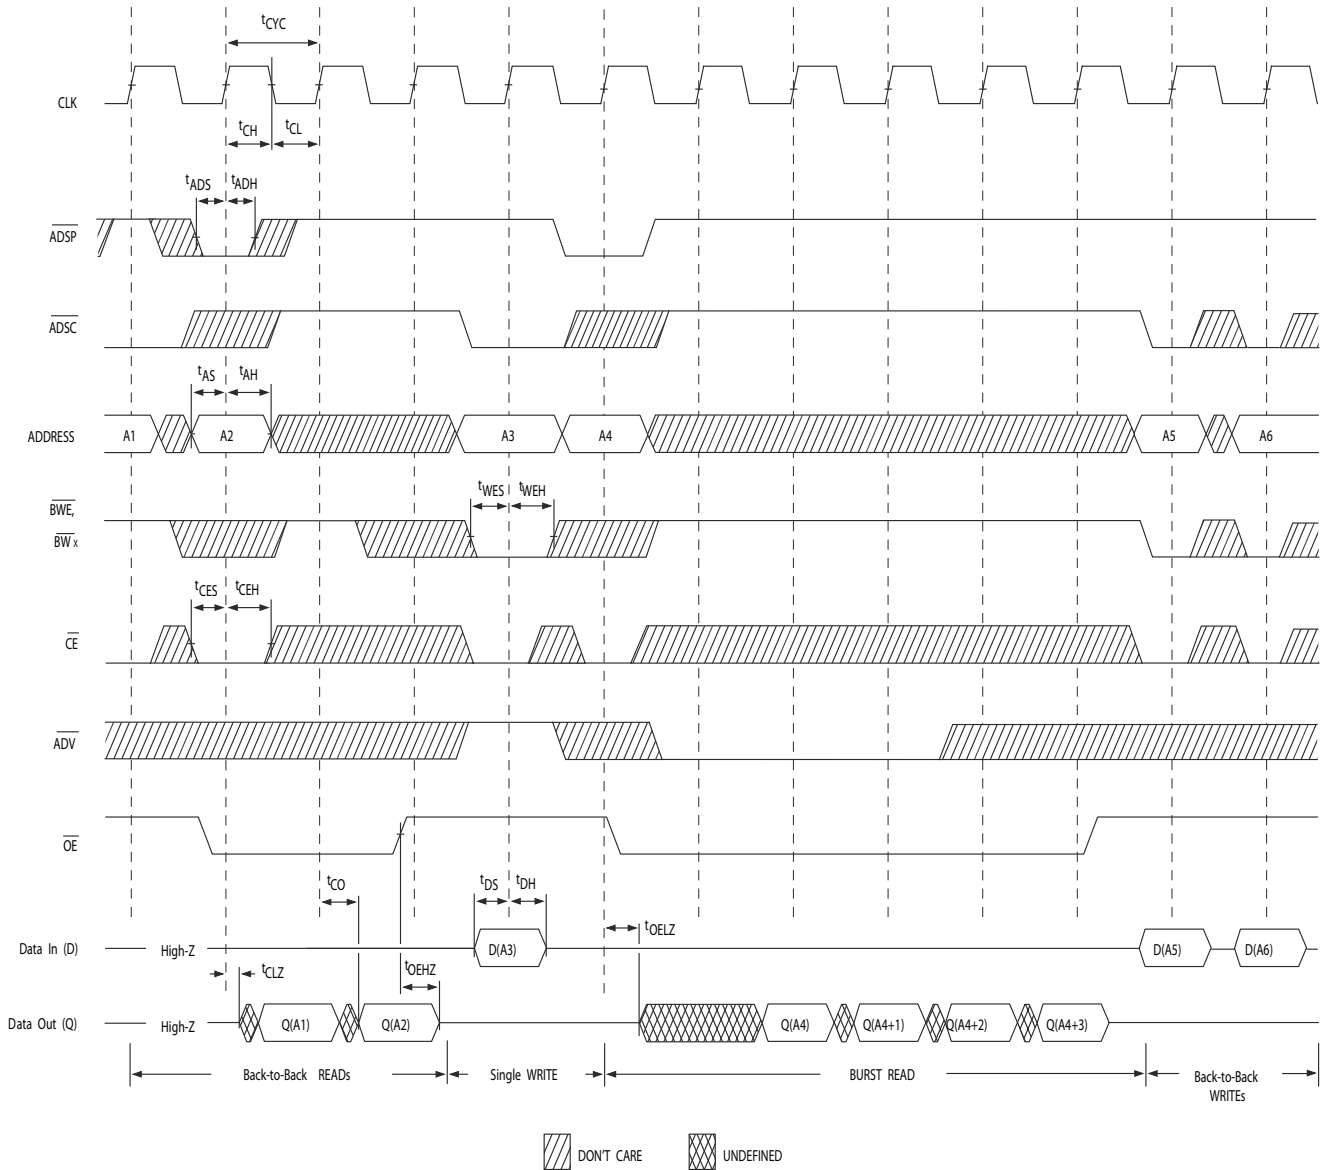 tCYC
CLK
tCH tCL
tADS tADH
ADSP
ADSC
tAS tAH
ADDRESS A1 A2 A3 A4 A5 A6
tWES tWEH
BWE,
BW x
tCES tCEH
CE
ADV
OE
tCO tDS tDH
tOELZ
Data In (D) High-Z D(A3) D(A5) D(A6)
tCLZ tOEHZ
Data Out (Q) High-Z Q(A1) Q(A2) Q(A4) Q(A4+1) Q(A4+2) Q(A4+3)
Back-to-Back READs Single WRITE BURST READ Back-to-Back
WRITEs
DON'T CARE UNDEFINED